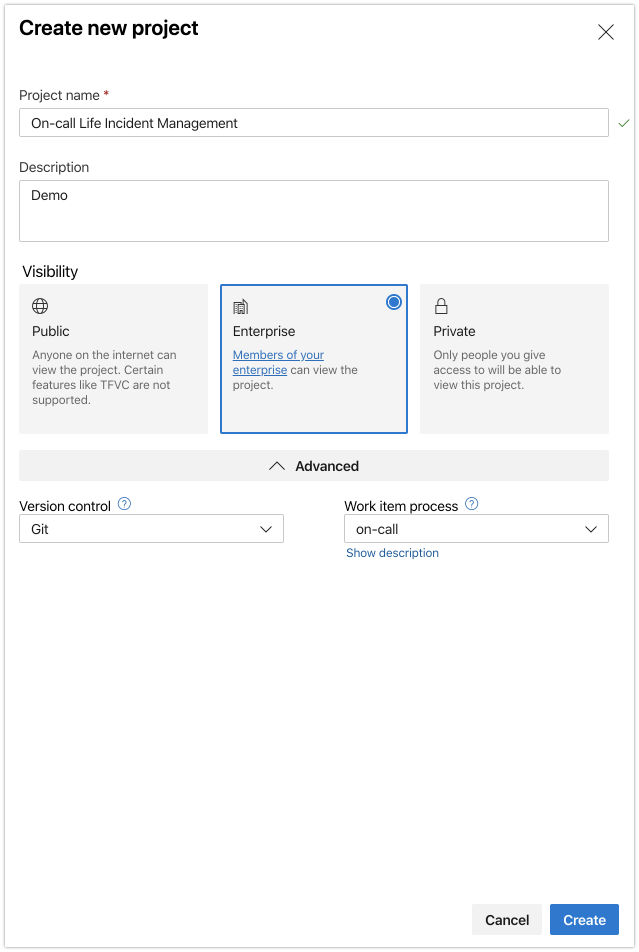 Create new project
Project name *
On-call Life Incident Management
Description
Demo
Visibility
Public
Anyone on the internet can
view the project. Certain
features like TFVC are not
supported.
Enterprise
Members of your
enterprise can view the
project.
Private
Only people you give
access to will be able to
view this project.
Advanced
Version control ?
Git
Work item process ?
on-call
Show description
Cancel
Create